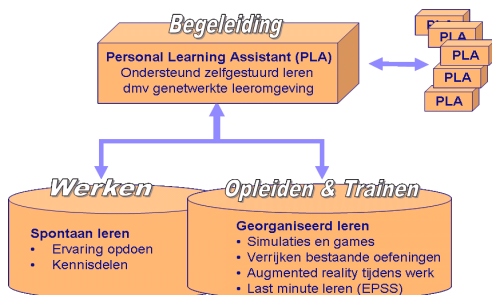 Begeleiding
Personal Learning Assistant (PLA)
Ondersteund zelfgestuurd leren
dmv genetwerkte leeromgeving
PLA
PLA
PLA
PLA
PLA
Werken
Spontaan leren
• Ervaring opdoen
• Kennisdelen
Opleiden & Trainen
Georganiseerd leren
• Simulaties en games
• Verrijken bestaande oefeningen
• Augmented reality tijdens werk
• Last minute leren (EPSS)